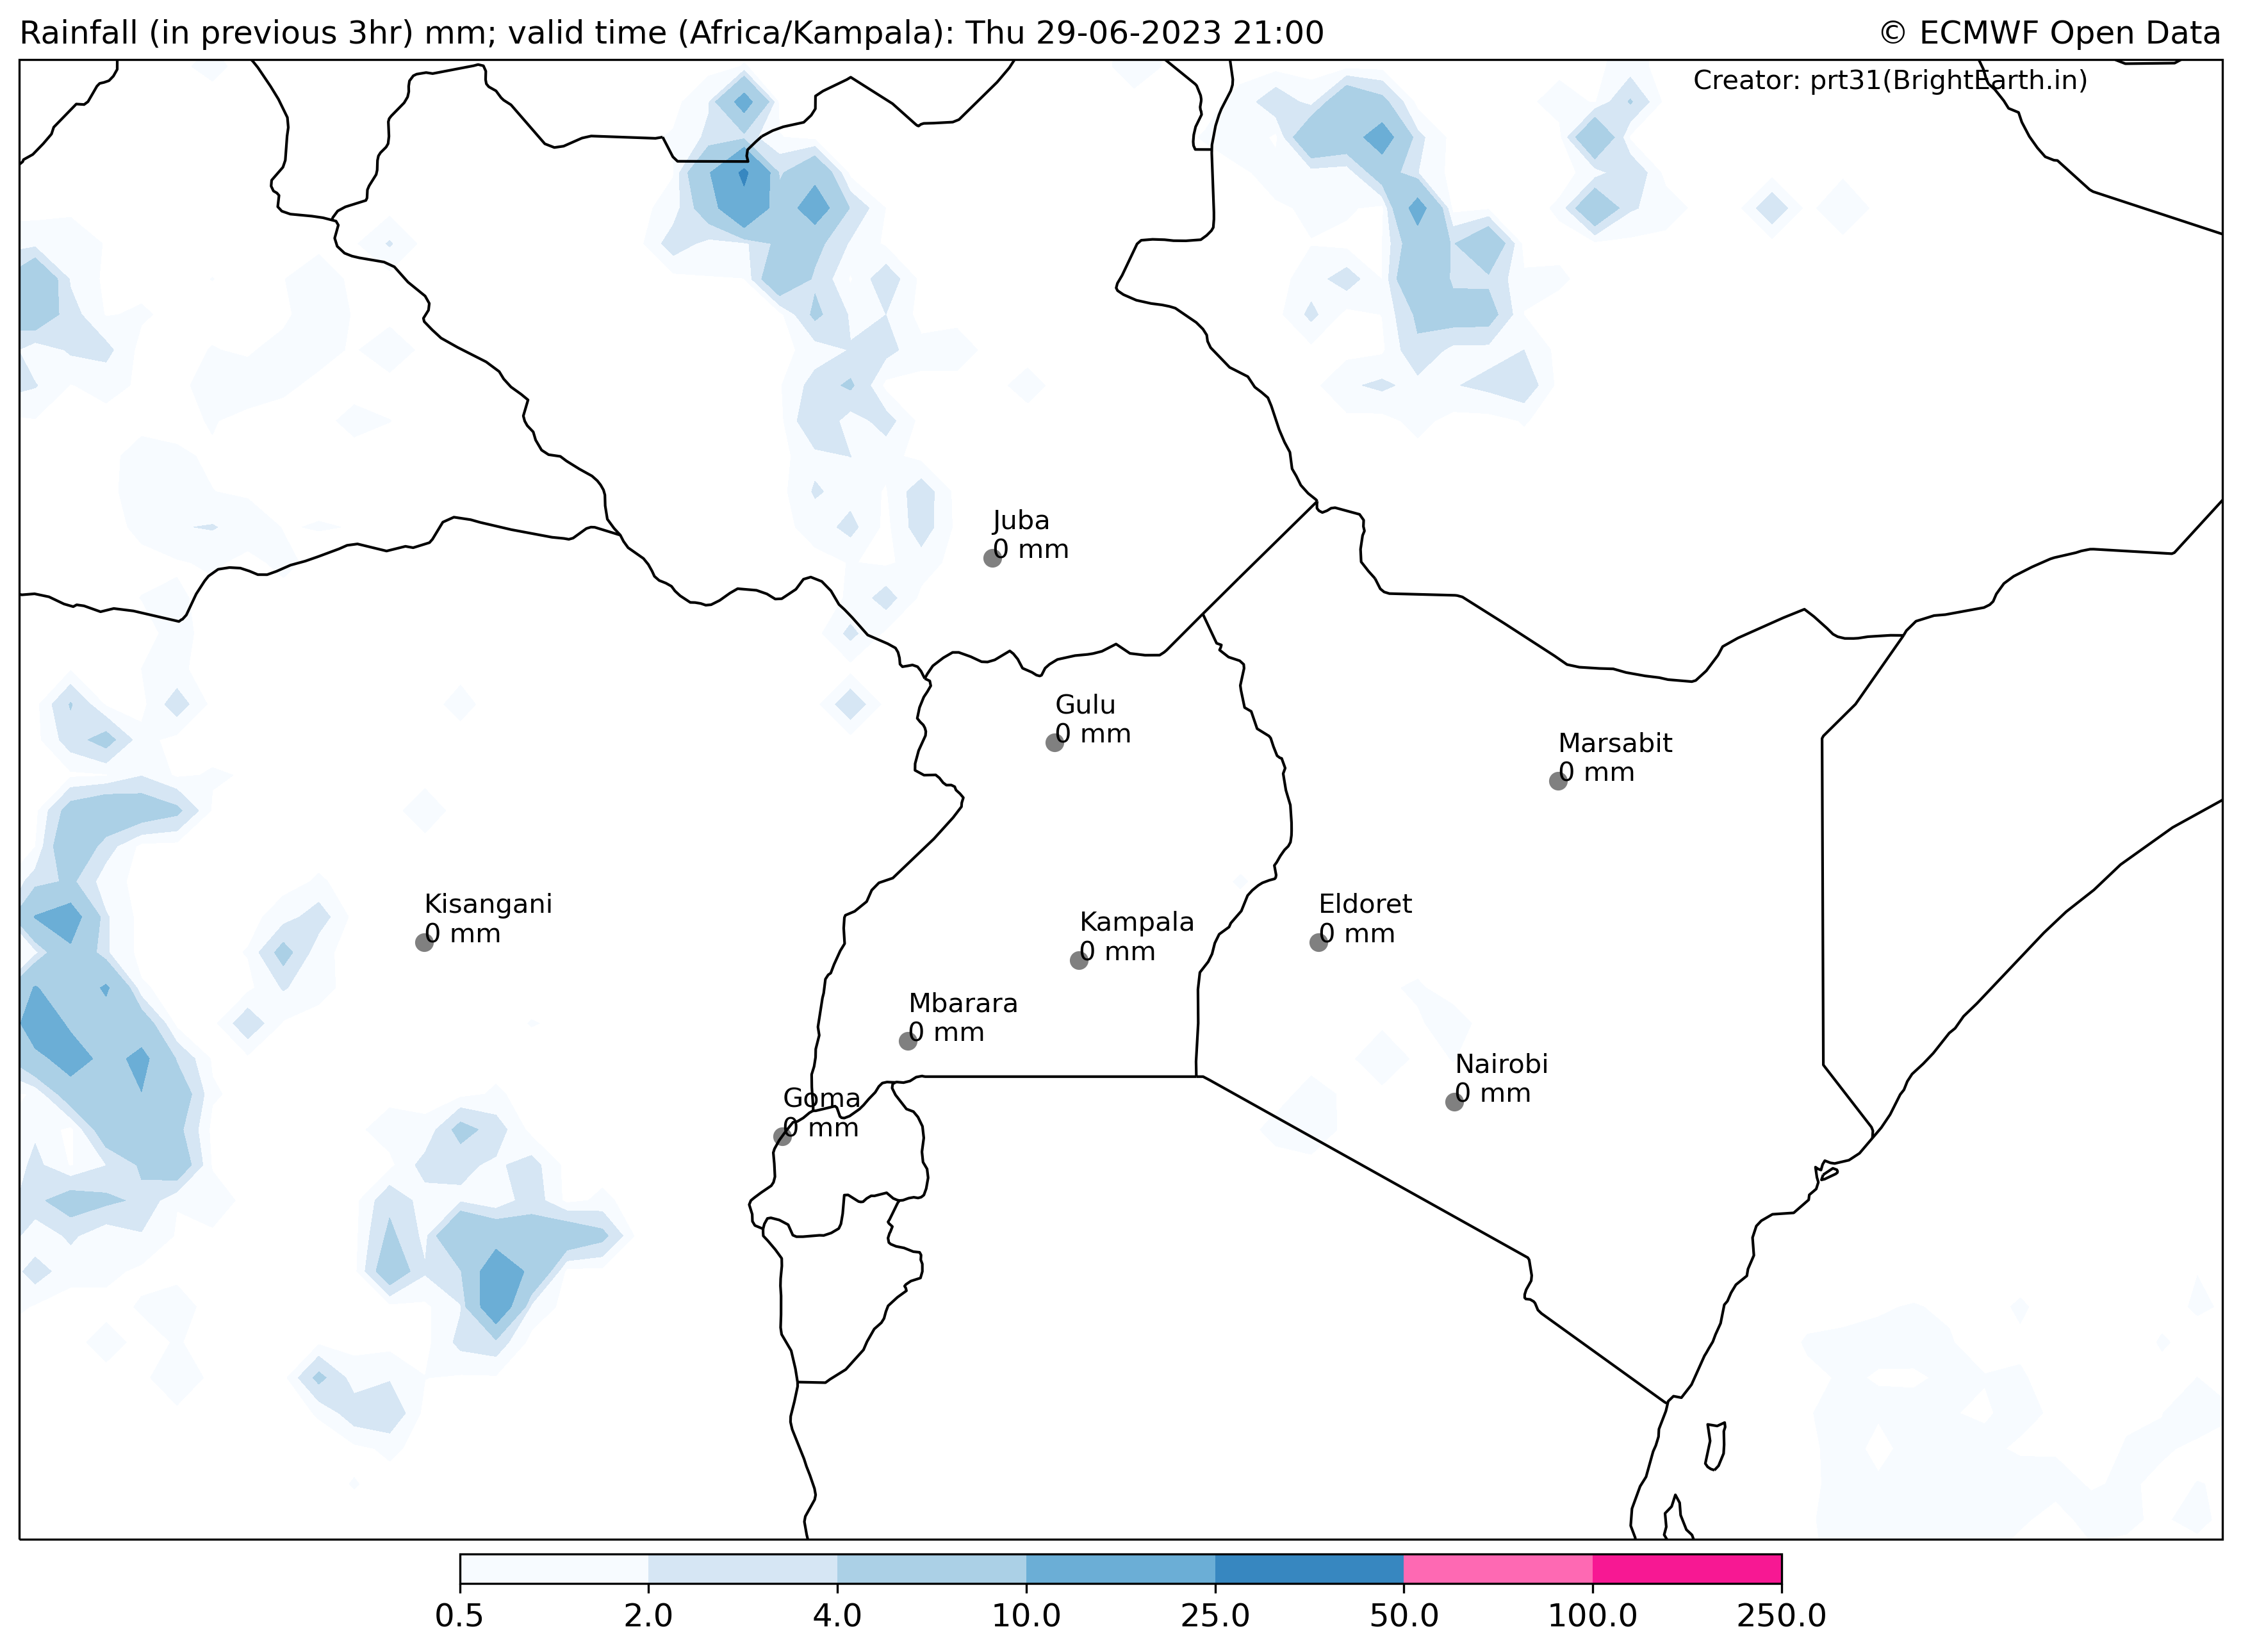 Rainfall (in previous 3hr) mm; valid time (Africa/Kampala): Thu 29-06-2023 21:00
© ECMWF Open Data
Creator: prt31(BrightEarth.in)
Juba
0 mm
Gulu
0 mm
Marsabit
0 mm
Kisangani
0 mm
Kampala
0 mm
Eldoret
0 mm
Mbarara
0 mm
Nairobi
0 mm
Goma
0 mm
0.5 2.0 4.0 10.0 25.0 50.0 100.0 250.0